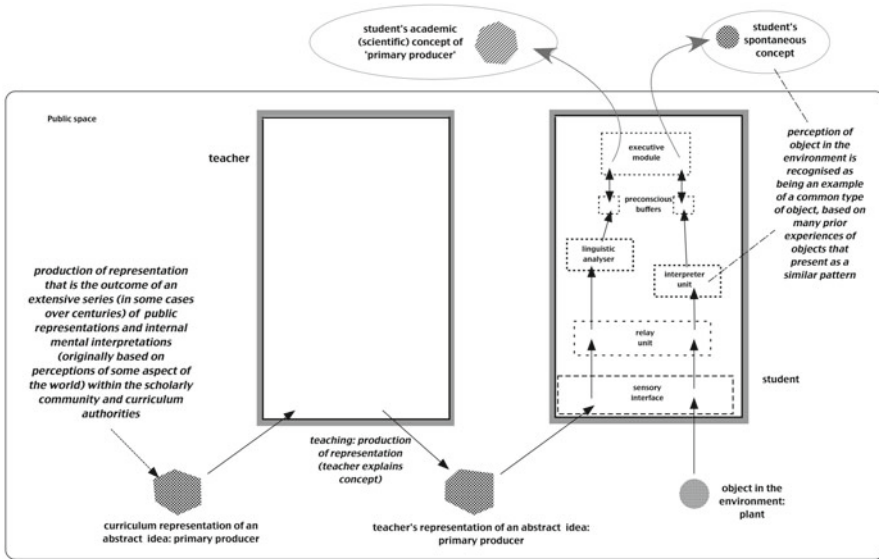 student's academic
(scientific) concept of
'primary producer'
student's
spontaneous
concept
Public space
teacher
executive
module
preconscious
buffers
linguistic
analyser
interpreter
unit
relay
unit
sensory
interface
student
perception of
object in the
environment is
recognised as
being an example
of a common type
of object, based on
many prior
experiences of
objects that
present as a
similar pattern
production of representation
that is the outcome of an
extensive series (in some cases
over centuries) of public
representations and internal
mental interpretations
(originally based on
perceptions of some aspect of
the world) within the scholarly
community and curriculum
authorities
teaching: production
of representation
(teacher explains
concept)
curriculum representation of an
abstract idea: primary producer
teacher's representation of an abstract idea:
primary producer
object in the
environment:
plant